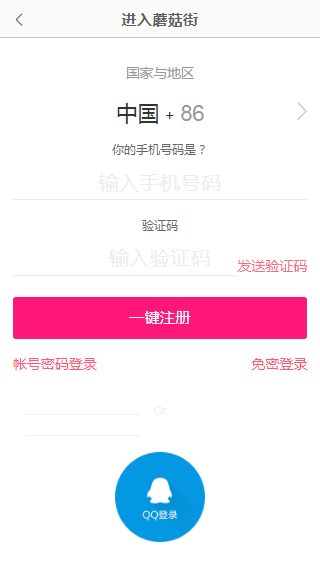 进入蘑菇街
国家与地区
中国 + 86
你的手机号码是？
输入手机号码
验证码
输入验证码
发送验证码
一键注册
帐号密码登录 免密登录
Or
QQ登录